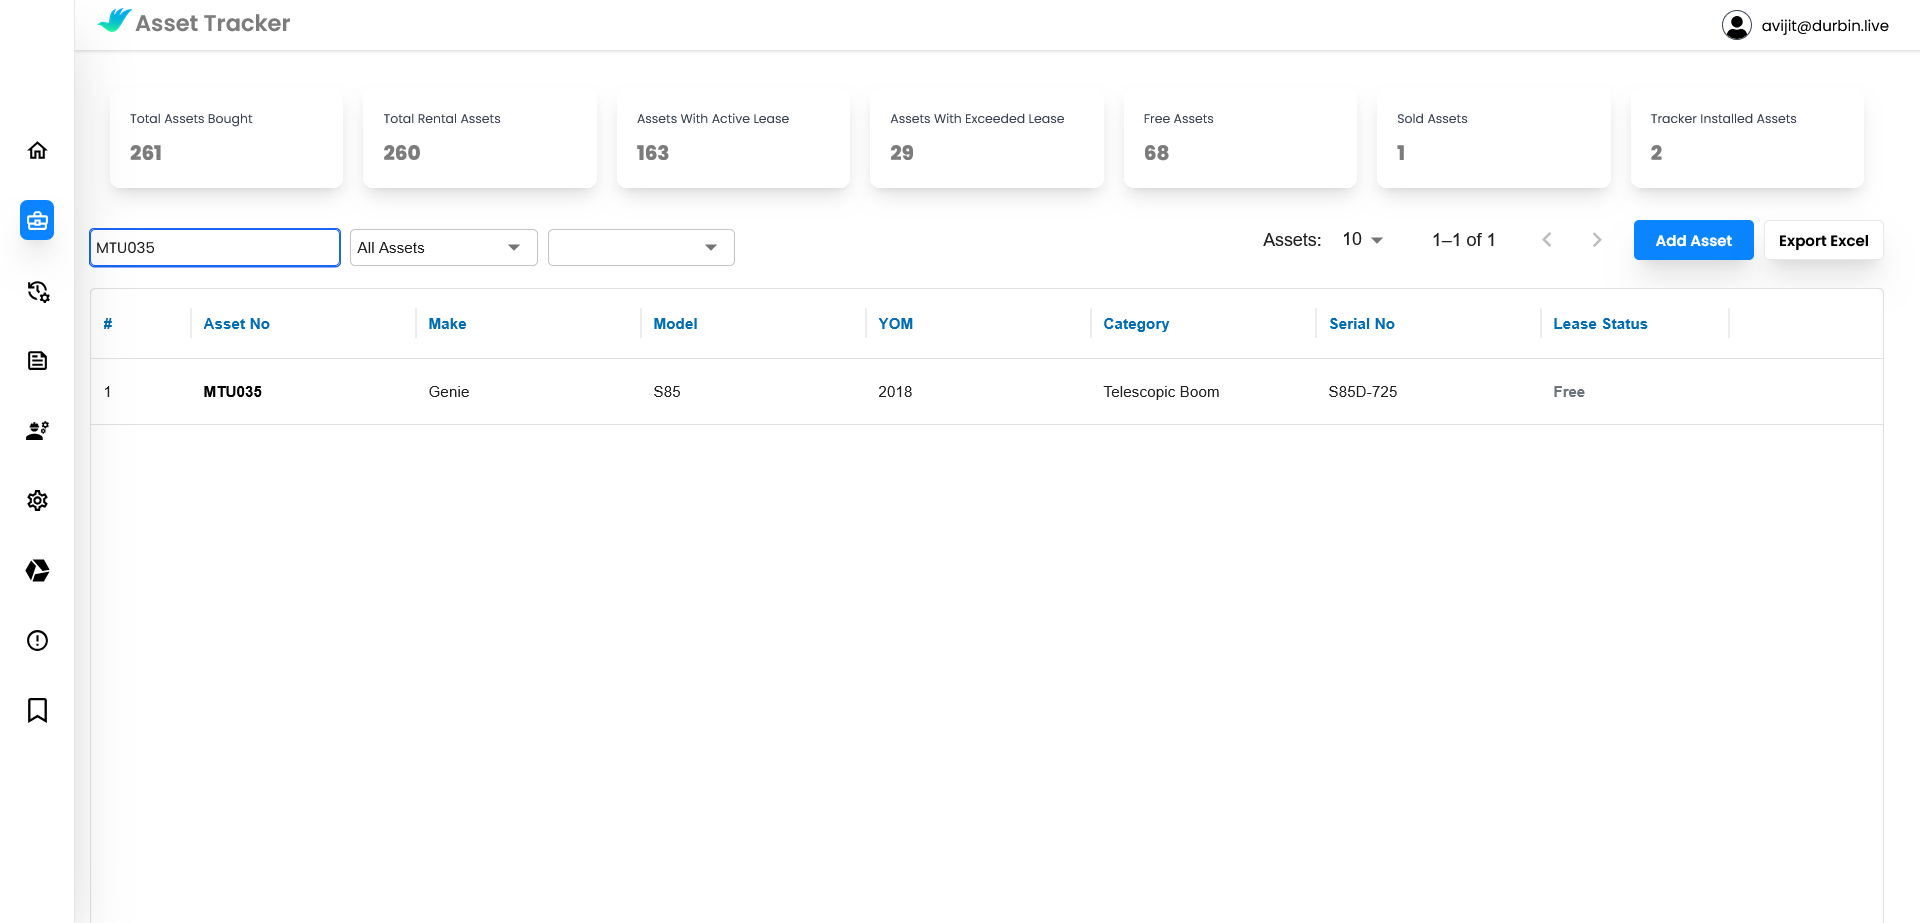 Asset Tracker
avijit@durbin.live
Total Assets Bought
261
Total Rental Assets
260
Assets With Active Lease
163
Assets With Exceeded Lease
29
Free Assets
68
Sold Assets
1
Tracker Installed Assets
2
MTU035
All Assets
Assets: 10 1–1 of 1
Add Asset
Export Excel
# Asset No Make Model YOM Category Serial No Lease Status
1 MTU035 Genie S85 2018 Telescopic Boom S85D-725 Free